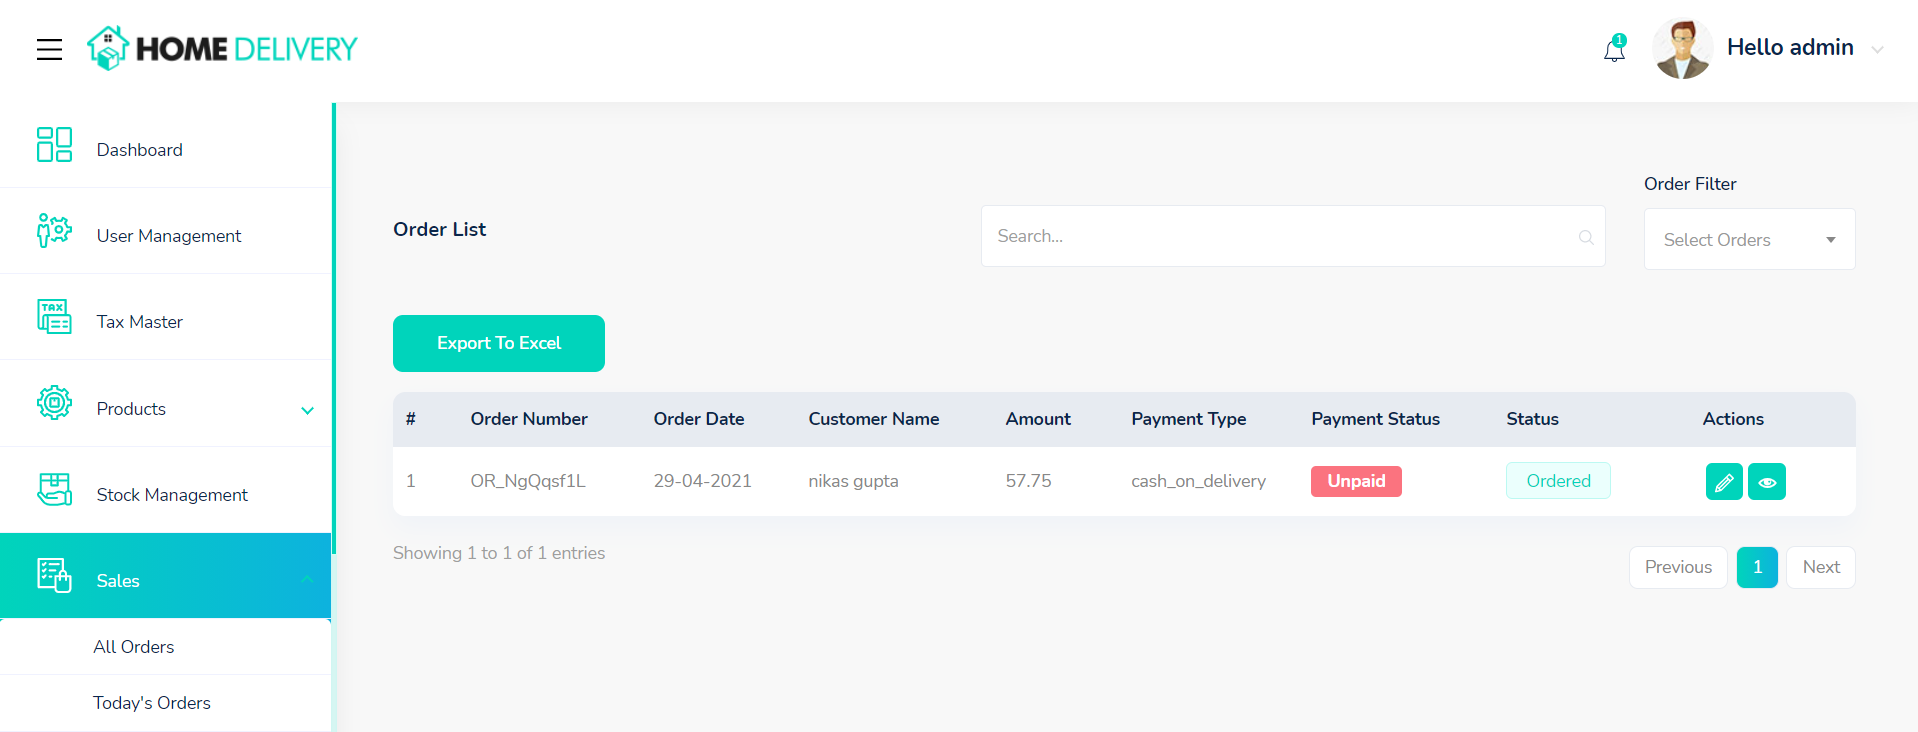 HOME DELIVERY
1
Hello admin
Dashboard
User Management
TAX
Tax Master
Products
Stock Management
Sales
All Orders
Today's Orders
Order List
Search...
Order Filter
Select Orders
Export To Excel
# Order Number Order Date Customer Name Amount Payment Type Payment Status Status Actions
1 OR_NgQqsf1L 29-04-2021 nikas gupta 57.75 cash_on_delivery Unpaid Ordered
Showing 1 to 1 of 1 entries
Previous 1 Next